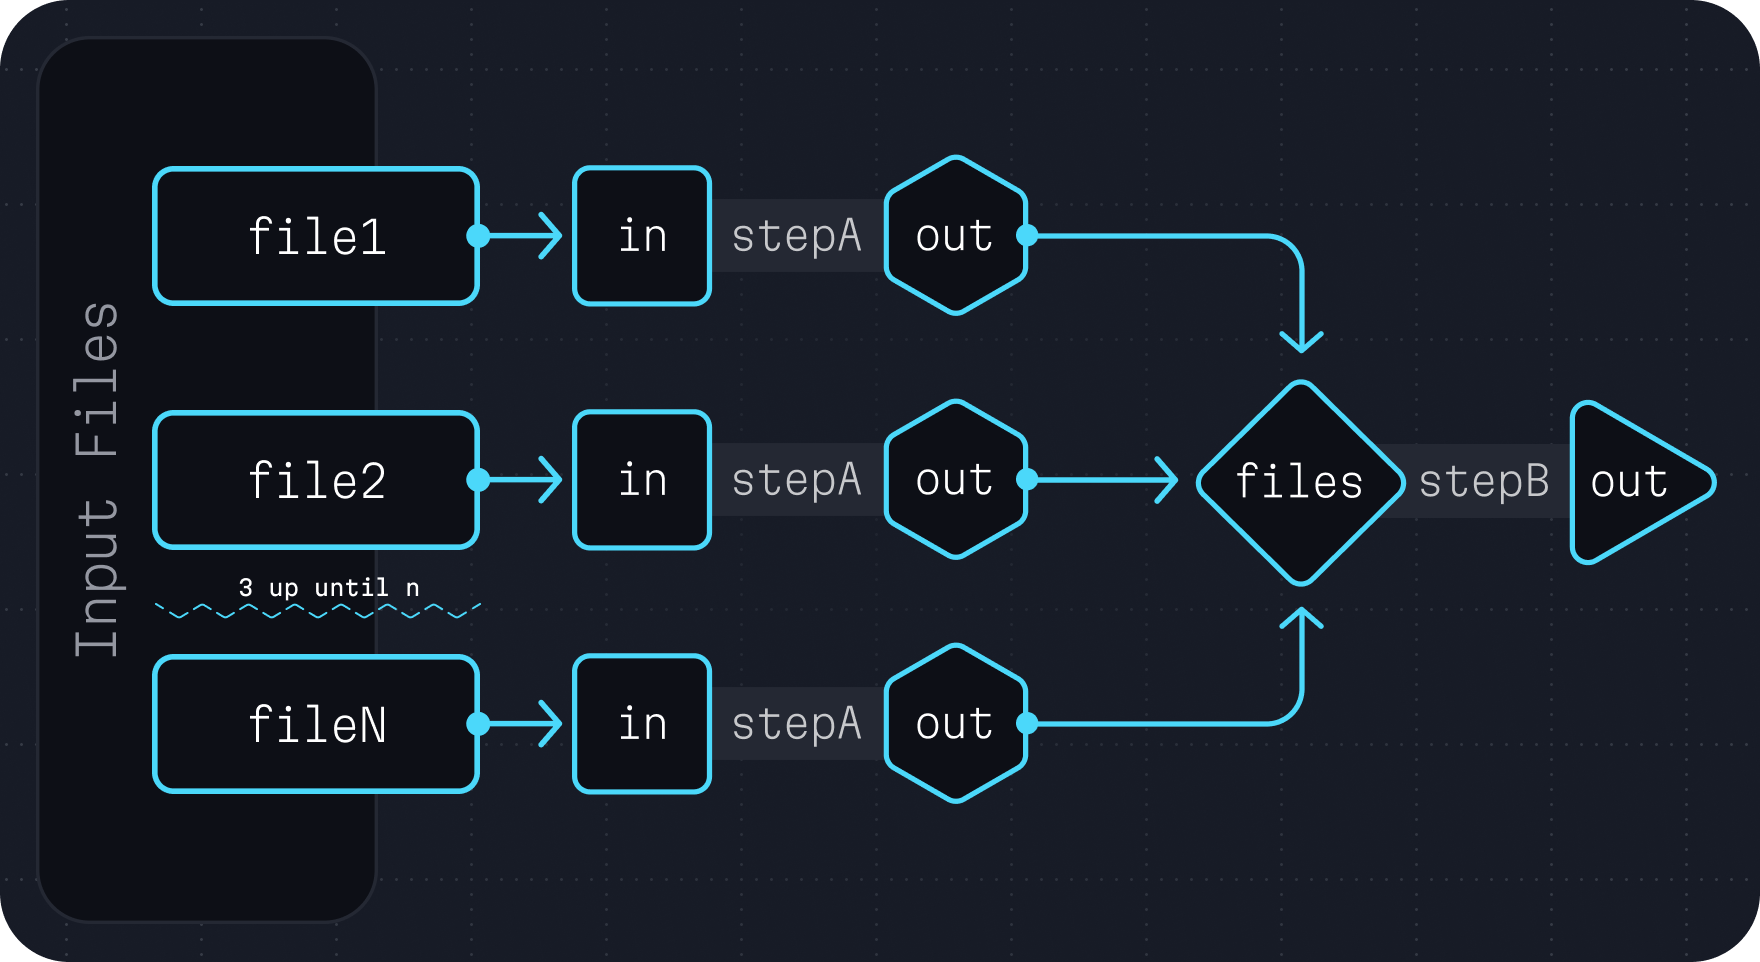 Input Files
file1
in
stepA
out
file2
in
stepA
out
files
stepB
out
3 up until n
fileN
in
stepA
out